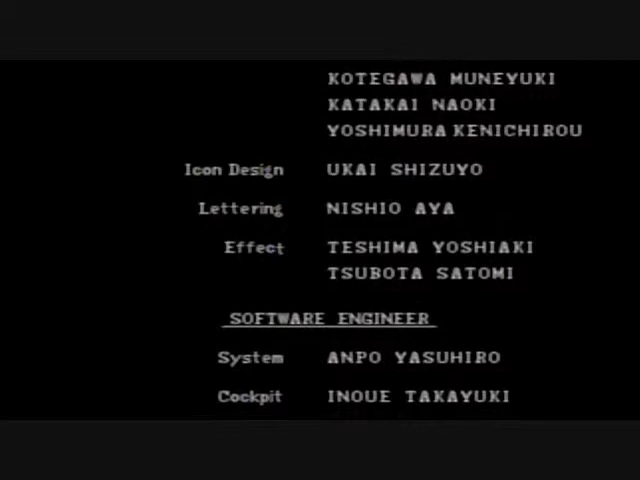 KOTEGAWA MUNEYUKI
KATAKAI NAOKI
YOSHIMURA KENICHIROU
Icon Design UKAI SHIZUYO
Lettering NISHIO AYA
Effect TESHIMA YOSHIAKI
TSUBOTA SATOMI
SOFTWARE ENGINEER
System ANPO YASUHIRO
Cockpit INOUE TAKAYUKI